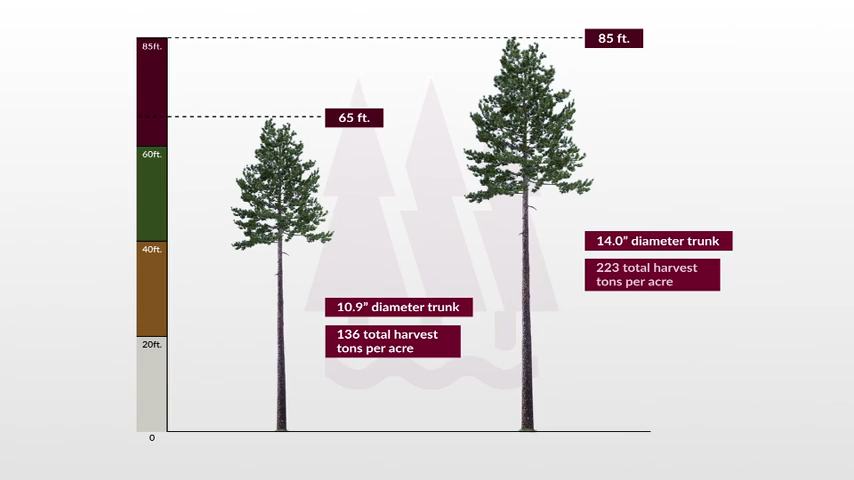 85 ft.
85ft.
65 ft.
60ft.
14.0” diameter trunk
40ft.
223 total harvest
tons per acre
10.9” diameter trunk
136 total harvest
tons per acre
20ft.
0